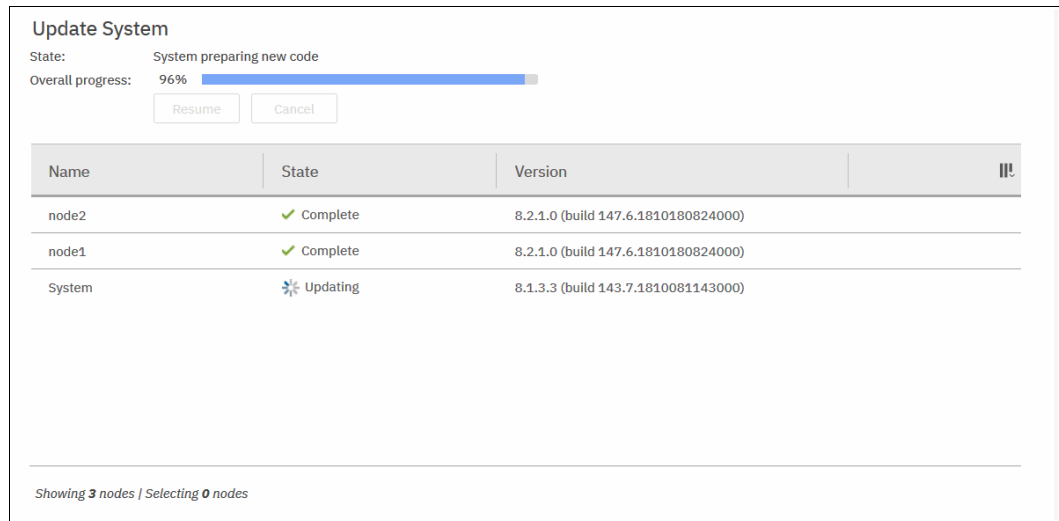 Update System
State: System preparing new code
Overall progress: 96%
Resume Cancel
Name State Version
node2 Complete 8.2.1.0 (build 147.6.1810180824000)
node1 Complete 8.2.1.0 (build 147.6.1810180824000)
System Updating 8.1.3.3 (build 143.7.1810081143000)
Showing 3 nodes | Selecting 0 nodes